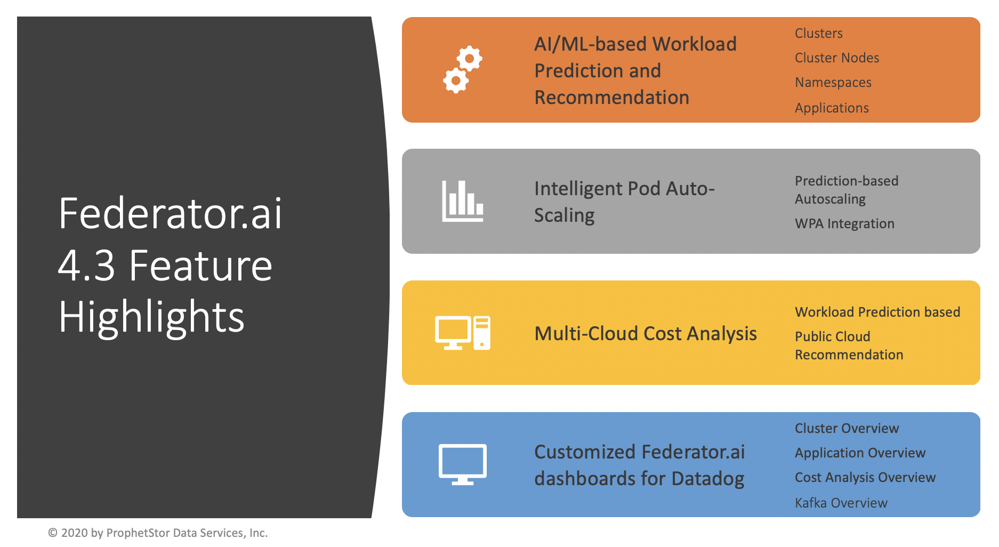 Federator.ai
4.3 Feature
Highlights
AI/ML-based Workload
Prediction and
Recommendation
Clusters
Cluster Nodes
Namespaces
Applications
Intelligent Pod Auto-
Scaling
Prediction-based
Autoscaling
WPA Integration
Multi-Cloud Cost Analysis
Workload Prediction based
Public Cloud
Recommendation
Customized Federator.ai
dashboards for Datadog
Cluster Overview
Application Overview
Cost Analysis Overview
Kafka Overview
© 2020 by ProphetStor Data Services, Inc.